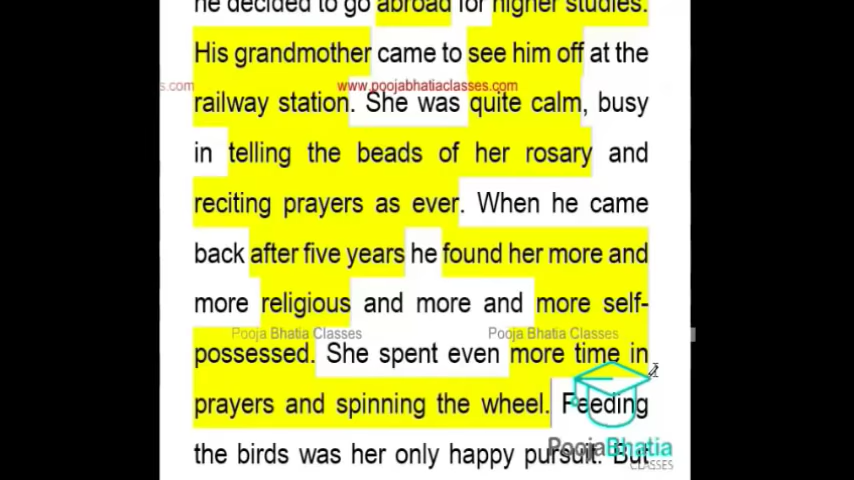 he decided to go abroad for higher studies.
His grandmother came to see him off at the
s.com www.poojabhatiaclasses.com
railway station. She was quite calm, busy
in telling the beads of her rosary and
reciting prayers as ever. When he came
back after five years he found her more and
more religious and more and more self-
Pooja Bhatia Classes Pooja Bhatia Classes
possessed. She spent even more time in
prayers and spinning the wheel. Feeding
the birds was her only happy pursuit. But
PoojaBhatia
CLASSES